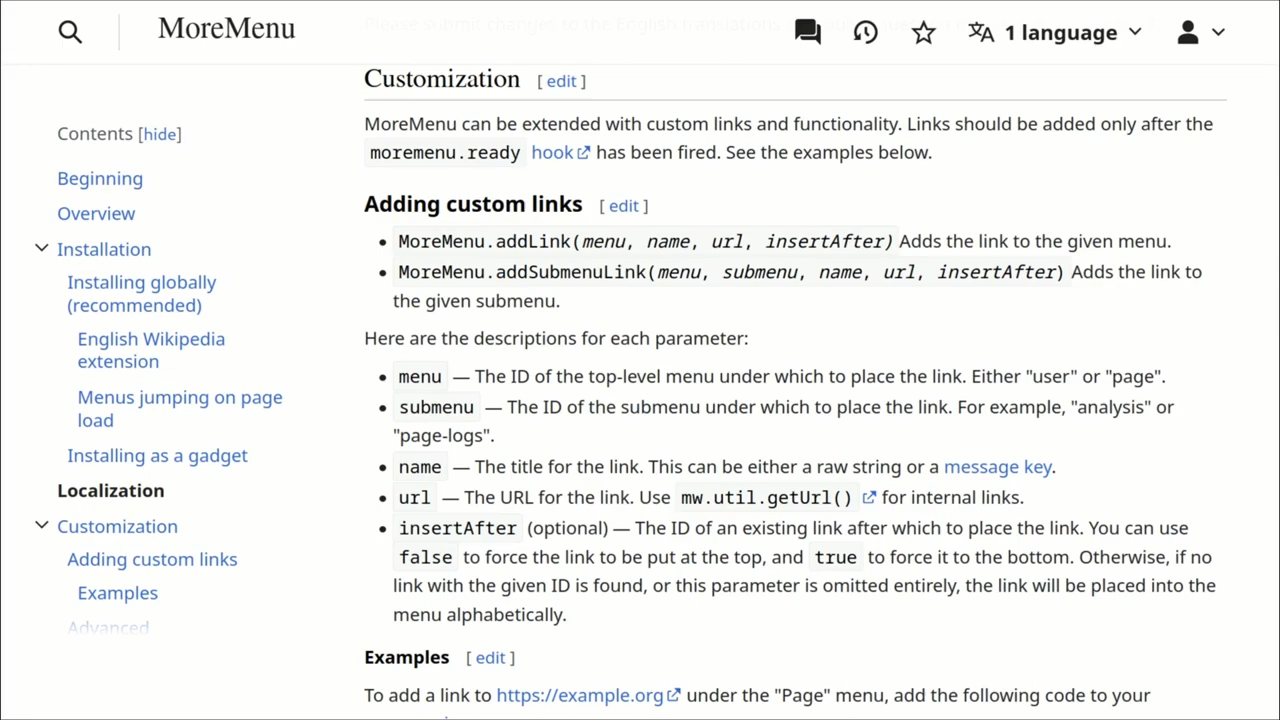 MoreMenu
1 language
Please submit changes to the English translations
Contents [hide]
Beginning
Overview
Installation
Installing globally
(recommended)
English Wikipedia
extension
Menus jumping on page
load
Installing as a gadget
Localization
Customization
Adding custom links
Examples
Advanced
Customization [ edit ]
MoreMenu can be extended with custom links and functionality. Links should be added only after the
moremenu.ready hook has been fired. See the examples below.
Adding custom links [ edit ]
• MoreMenu.addLink(menu, name, url, insertAfter) Adds the link to the given menu.
• MoreMenu.addSubmenuLink(menu, submenu, name, url, insertAfter) Adds the link to
the given submenu.
Here are the descriptions for each parameter:
• menu — The ID of the top-level menu under which to place the link. Either "user" or "page".
• submenu — The ID of the submenu under which to place the link. For example, "analysis" or
"page-logs".
• name — The title for the link. This can be either a raw string or a message key.
• url — The URL for the link. Use mw.util.getUrl() for internal links.
• insertAfter (optional) — The ID of an existing link after which to place the link. You can use
false to force the link to be put at the top, and true to force it to the bottom. Otherwise, if no
link with the given ID is found, or this parameter is omitted entirely, the link will be placed into the
menu alphabetically.
Examples [ edit ]
To add a link to https://example.org under the "Page" menu, add the following code to your